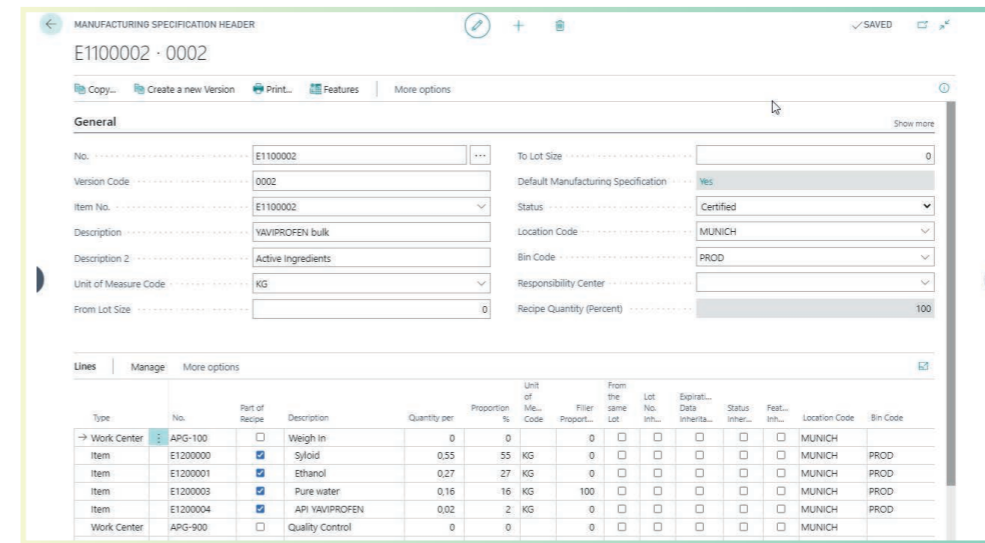 MANUFACTURING SPECIFICATION HEADER
SAVED
E1100002 · 0002
Copy... Create a new Version Print... Features More options
General Show more
No. E1100002 ... To Lot Size 0
Version Code 0002 Default Manufacturing Specification Yes
Item No. E1100002 Status Certified
Description YAVIPROFEN bulk Location Code MUNICH
Description 2 Active Ingredients Bin Code PROD
Unit of Measure Code KG Responsibility Center
From Lot Size 0 Recipe Quantity (Percent) 100
Lines Manage More options
Type No. Part of Recipe Description Quantity per Proportion % Unit of Me... Code Filler Proport... From the same Lot Lot No. Inh... Expirati... Data Inherita... Status Inher... Feat... Inh... Location Code Bin Code
Work Center APG-100 Weigh In 0 0 0 MUNICH
Item E1200000 Syloid 0,55 55 KG 0 MUNICH PROD
Item E1200001 Ethanol 0,27 27 KG 0 MUNICH PROD
Item E1200003 Pure water 0,16 16 KG 100 MUNICH PROD
Item E1200004 API YAVIPROFEN 0,02 2 KG 0 MUNICH PROD
Work Center APG-900 Quality Control 0 0 0 MUNICH